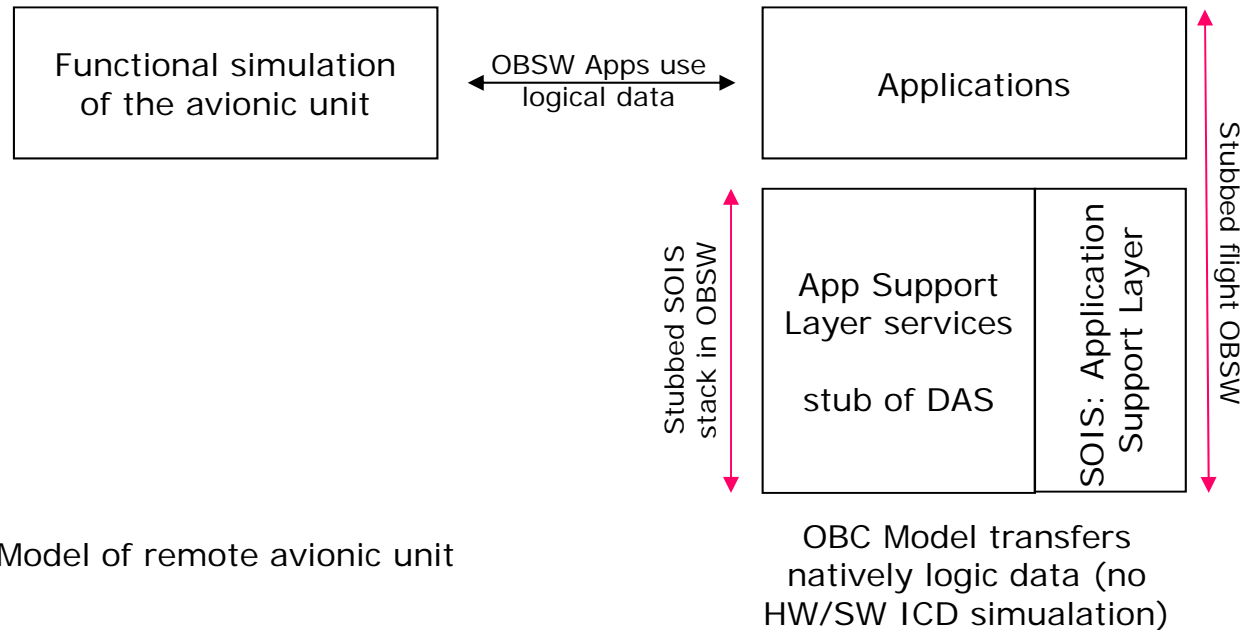 Functional simulation
of the avionic unit
OBSW Apps use
logical data
Applications
Stubbed flight OBSW
Stubbed SOIS
stack in OBSW
App Support
Layer services
stub of DAS
SOIS: Application
Support Layer
Model of remote avionic unit
OBC Model transfers
natively logic data (no
HW/SW ICD simualation)